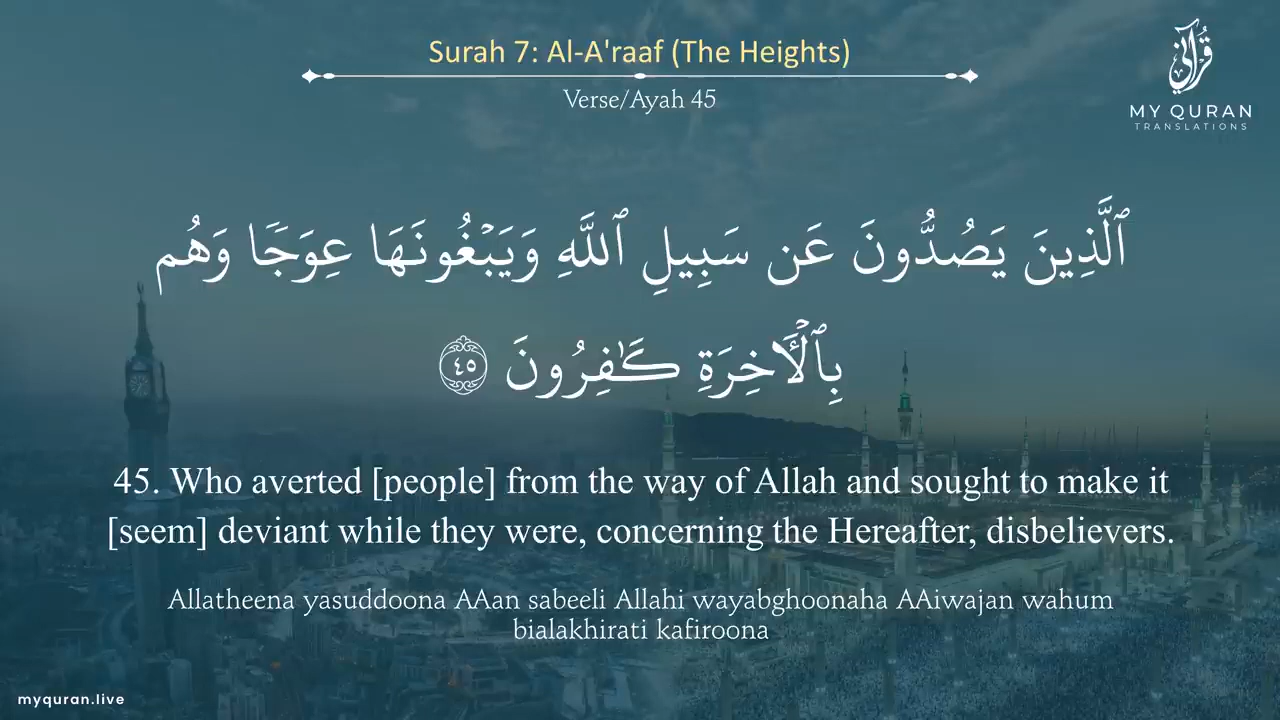 Surah 7: Al-A'raaf (The Heights)
Verse/Ayah 45
قُرْآنِي
MY QURAN
TRANSLATIONS
ٱلَّذِينَ يَصُدُّونَ عَن سَبِيلِ ٱللَّهِ وَيَبْغُونَهَا عِوَجًا وَهُم
بِٱلْـَٔاخِرَةِ كَـٰفِرُونَ ٤٥
45. Who averted [people] from the way of Allah and sought to make it
[seem] deviant while they were, concerning the Hereafter, disbelievers.
Allatheena yasuddoona AAan sabeeli Allahi wayabghoonaha AAiwajan wahum
bialakhirati kafiroona
myquran.live